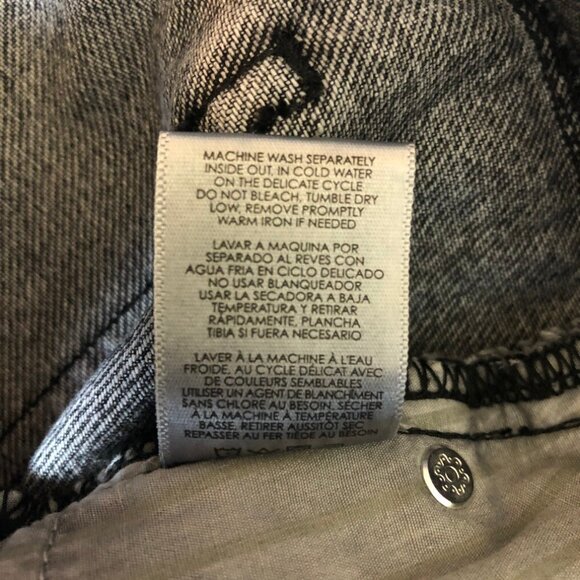 MACHINE WASH SEPARATELY
INSIDE OUT, IN COLD WATER
ON THE DELICATE CYCLE
DO NOT BLEACH, TUMBLE DRY
LOW, REMOVE PROMPTLY
WARM IRON IF NEEDED
LAVAR A MAQUINA POR
SEPARADO AL REVES CON
AGUA FRIA EN CICLO DELICADO
NO USAR BLANQUEADOR
USAR LA SECADORA A BAJA
TEMPERATURA Y RETIRAR
RÁPIDAMENTE, PLANCHA
TIBIA SI FUERA NECESARIO
LAVER À LA MACHINE À L'EAU
FROIDE, AU CYCLE DÉLICAT AVEC
DE COULEURS SEMBLABLES
UTILISER UN AGENT DE BLANCHÎMENT
SANS CHLORE AU BESOIN, SÉCHER
À LA MACHINE À TEMPÉRATURE
BASSE, RETIRER AUSSITÔT SEC
REPASSER AU FER TIÈDE AU BESOIN